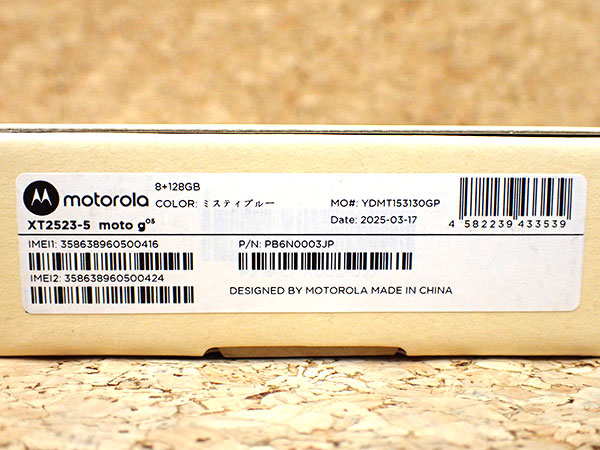 motorola
8+128GB
COLOR: ミスティブルー
MO#: YDMT153130GP
XT2523-5 moto g05
Date: 2025-03-17
4 582239 433539
IMEI1: 358638960500416
P/N: PB6N0003JP
IMEI2: 358638960500424
DESIGNED BY MOTOROLA MADE IN CHINA